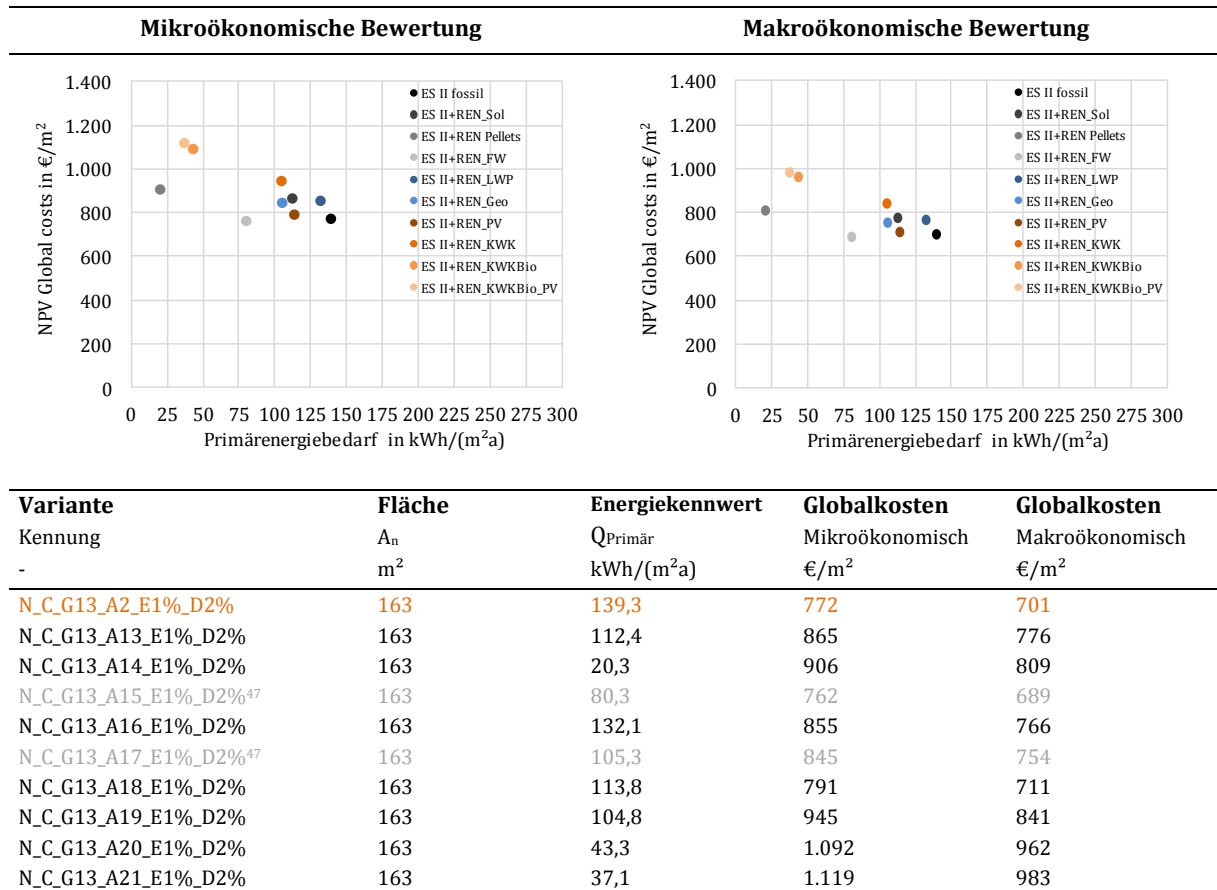 Mikroökonomische Bewertung Makroökonomische Bewertung
NPV Global costs in €/m²
1.400
1.200
1.000
800
600
400
200
0
0 25 50 75 100 125 150 175 200 225 250 275 300
Primärenergiebedarf in kWh/(m²a)
ES II fossil
ES II+REN_Sol
ES II+REN Pellets
ES II+REN_FW
ES II+REN_LWP
ES II+REN_Geo
ES II+REN_PV
ES II+REN_KWK
ES II+REN_KWKBio
ES II+REN_KWKBio_PV
NPV Global costs in €/m²
1.400
1.200
1.000
800
600
400
200
0
0 25 50 75 100 125 150 175 200 225 250 275 300
Primärenergiebedarf in kWh/(m²a)
ES II fossil
ES II+REN_Sol
ES II+REN Pellets
ES II+REN_FW
ES II+REN_LWP
ES II+REN_Geo
ES II+REN_PV
ES II+REN_KWK
ES II+REN_KWKBio
ES II+REN_KWKBio_PV
Variante Fläche Energiekennwert Globalkosten Globalkosten
Kennung An QPrimär Mikroökonomisch Makroökonomisch
- m² kWh/(m²a) €/m² €/m²
N_C_G13_A2_E1%_D2% 163 139,3 772 701
N_C_G13_A13_E1%_D2% 163 112,4 865 776
N_C_G13_A14_E1%_D2% 163 20,3 906 809
N_C_G13_A15_E1%_D2%⁴⁷ 163 80,3 762 689
N_C_G13_A16_E1%_D2% 163 132,1 855 766
N_C_G13_A17_E1%_D2%⁴⁷ 163 105,3 845 754
N_C_G13_A18_E1%_D2% 163 113,8 791 711
N_C_G13_A19_E1%_D2% 163 104,8 945 841
N_C_G13_A20_E1%_D2% 163 43,3 1.092 962
N_C_G13_A21_E1%_D2% 163 37,1 1.119 983